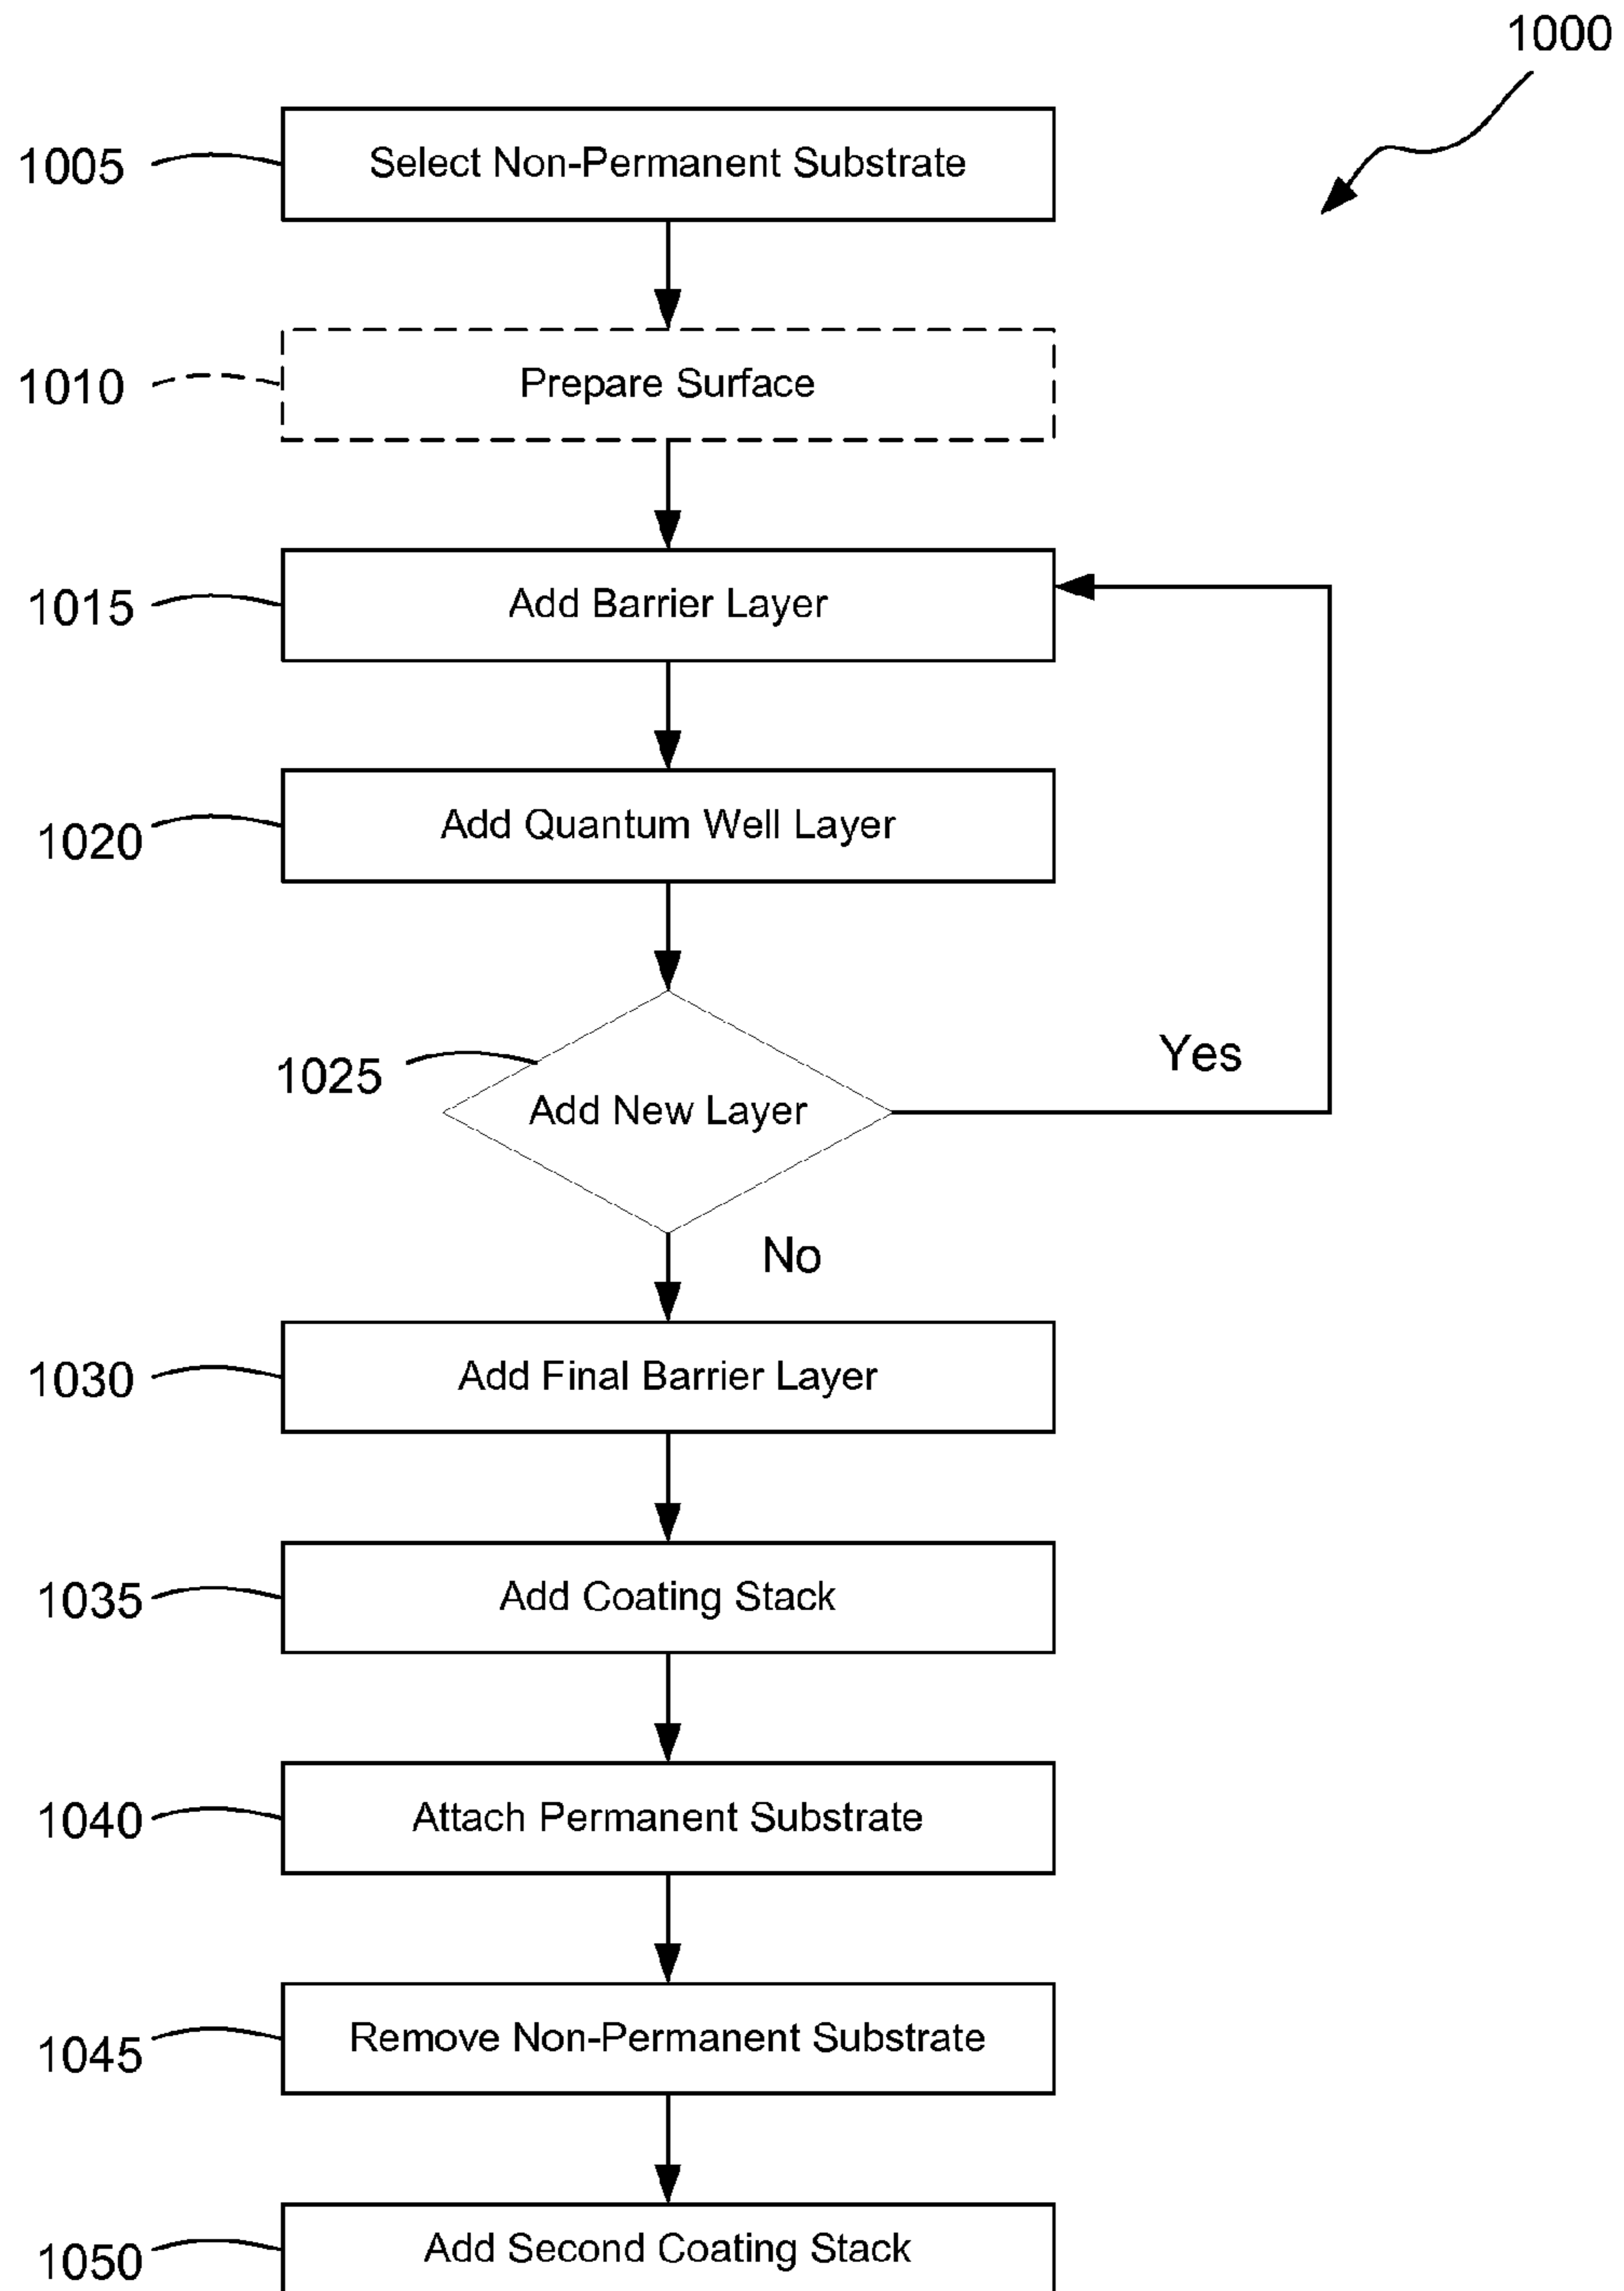 1000
1005 Select Non-Permanent Substrate
1010 Prepare Surface
1015 Add Barrier Layer
1020 Add Quantum Well Layer
1025 Add New Layer
Yes
No
1030 Add Final Barrier Layer
1035 Add Coating Stack
1040 Attach Permanent Substrate
1045 Remove Non-Permanent Substrate
1050 Add Second Coating Stack